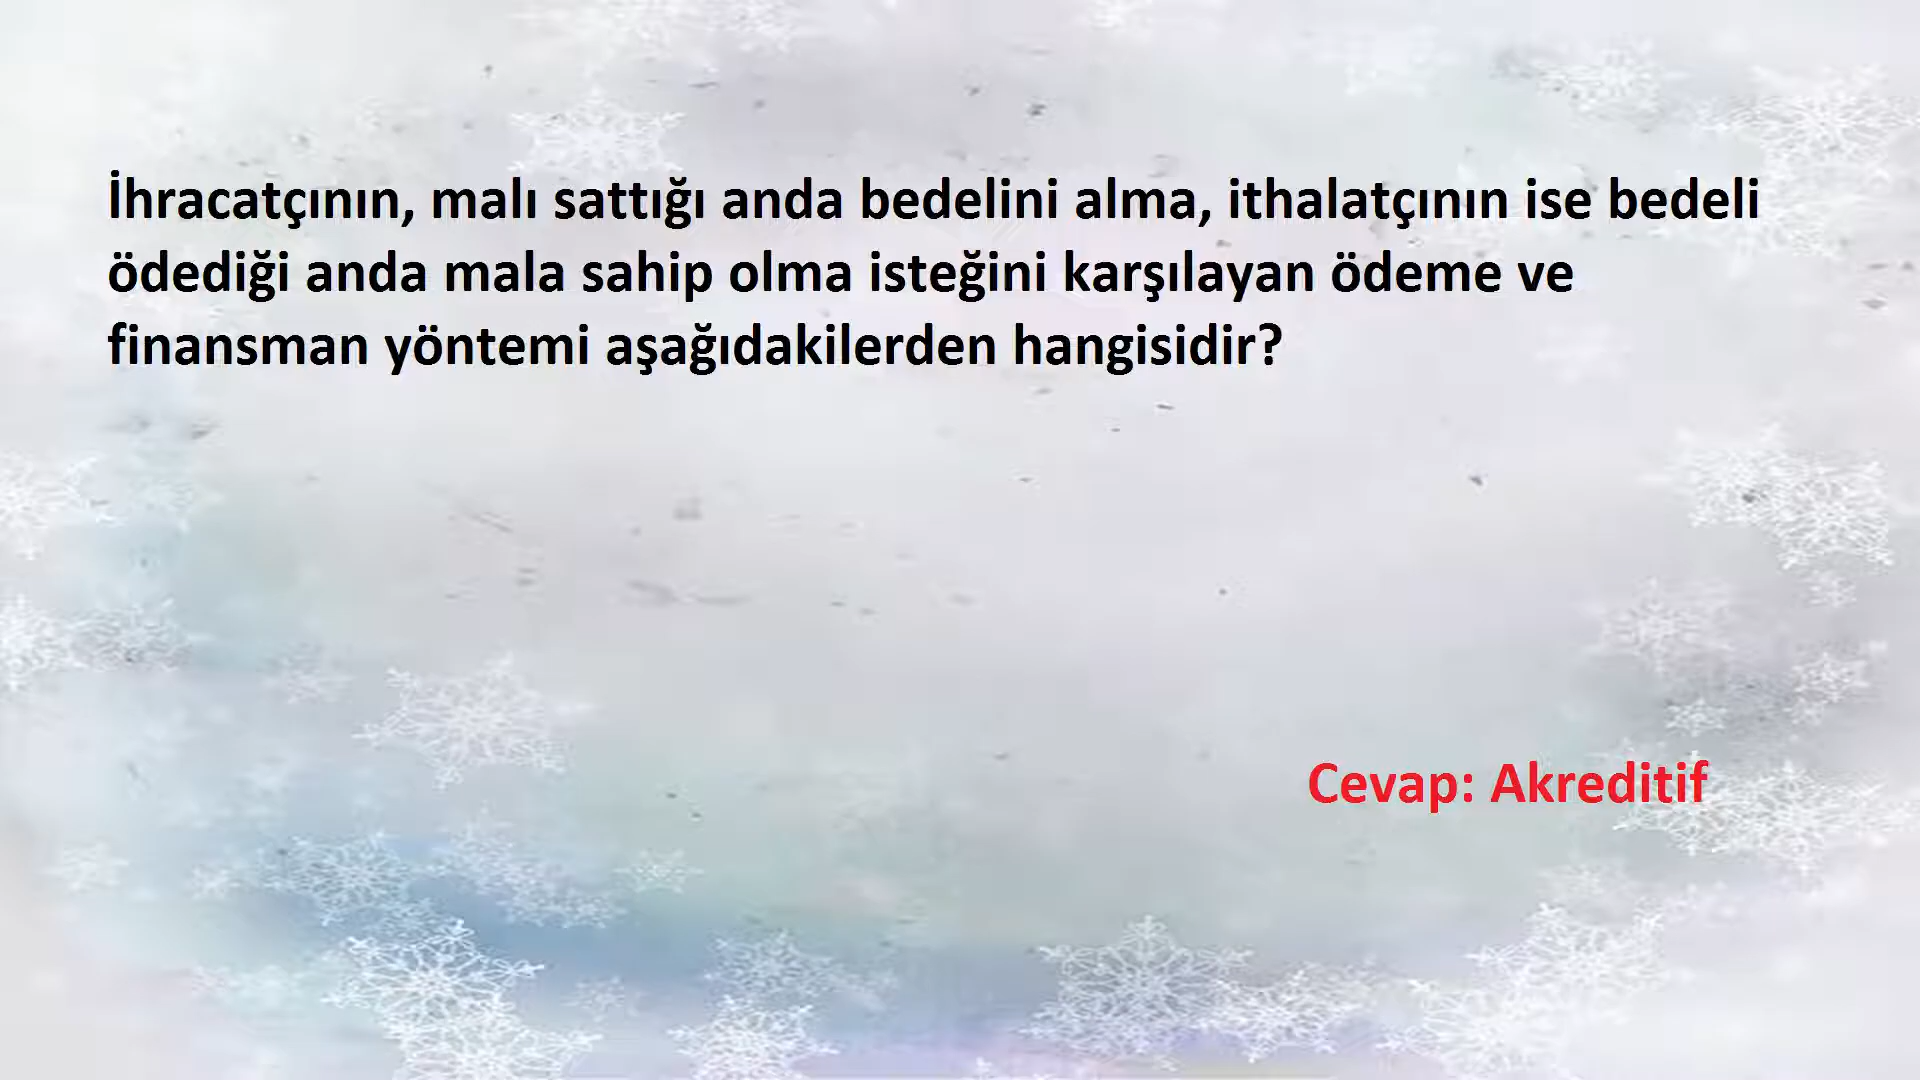 İhracatçının, malı sattığı anda bedelini alma, ithalatçının ise bedeli
ödediği anda mala sahip olma isteğini karşılayan ödeme ve
finansman yöntemi aşağıdakilerden hangisidir?
Cevap: Akreditif